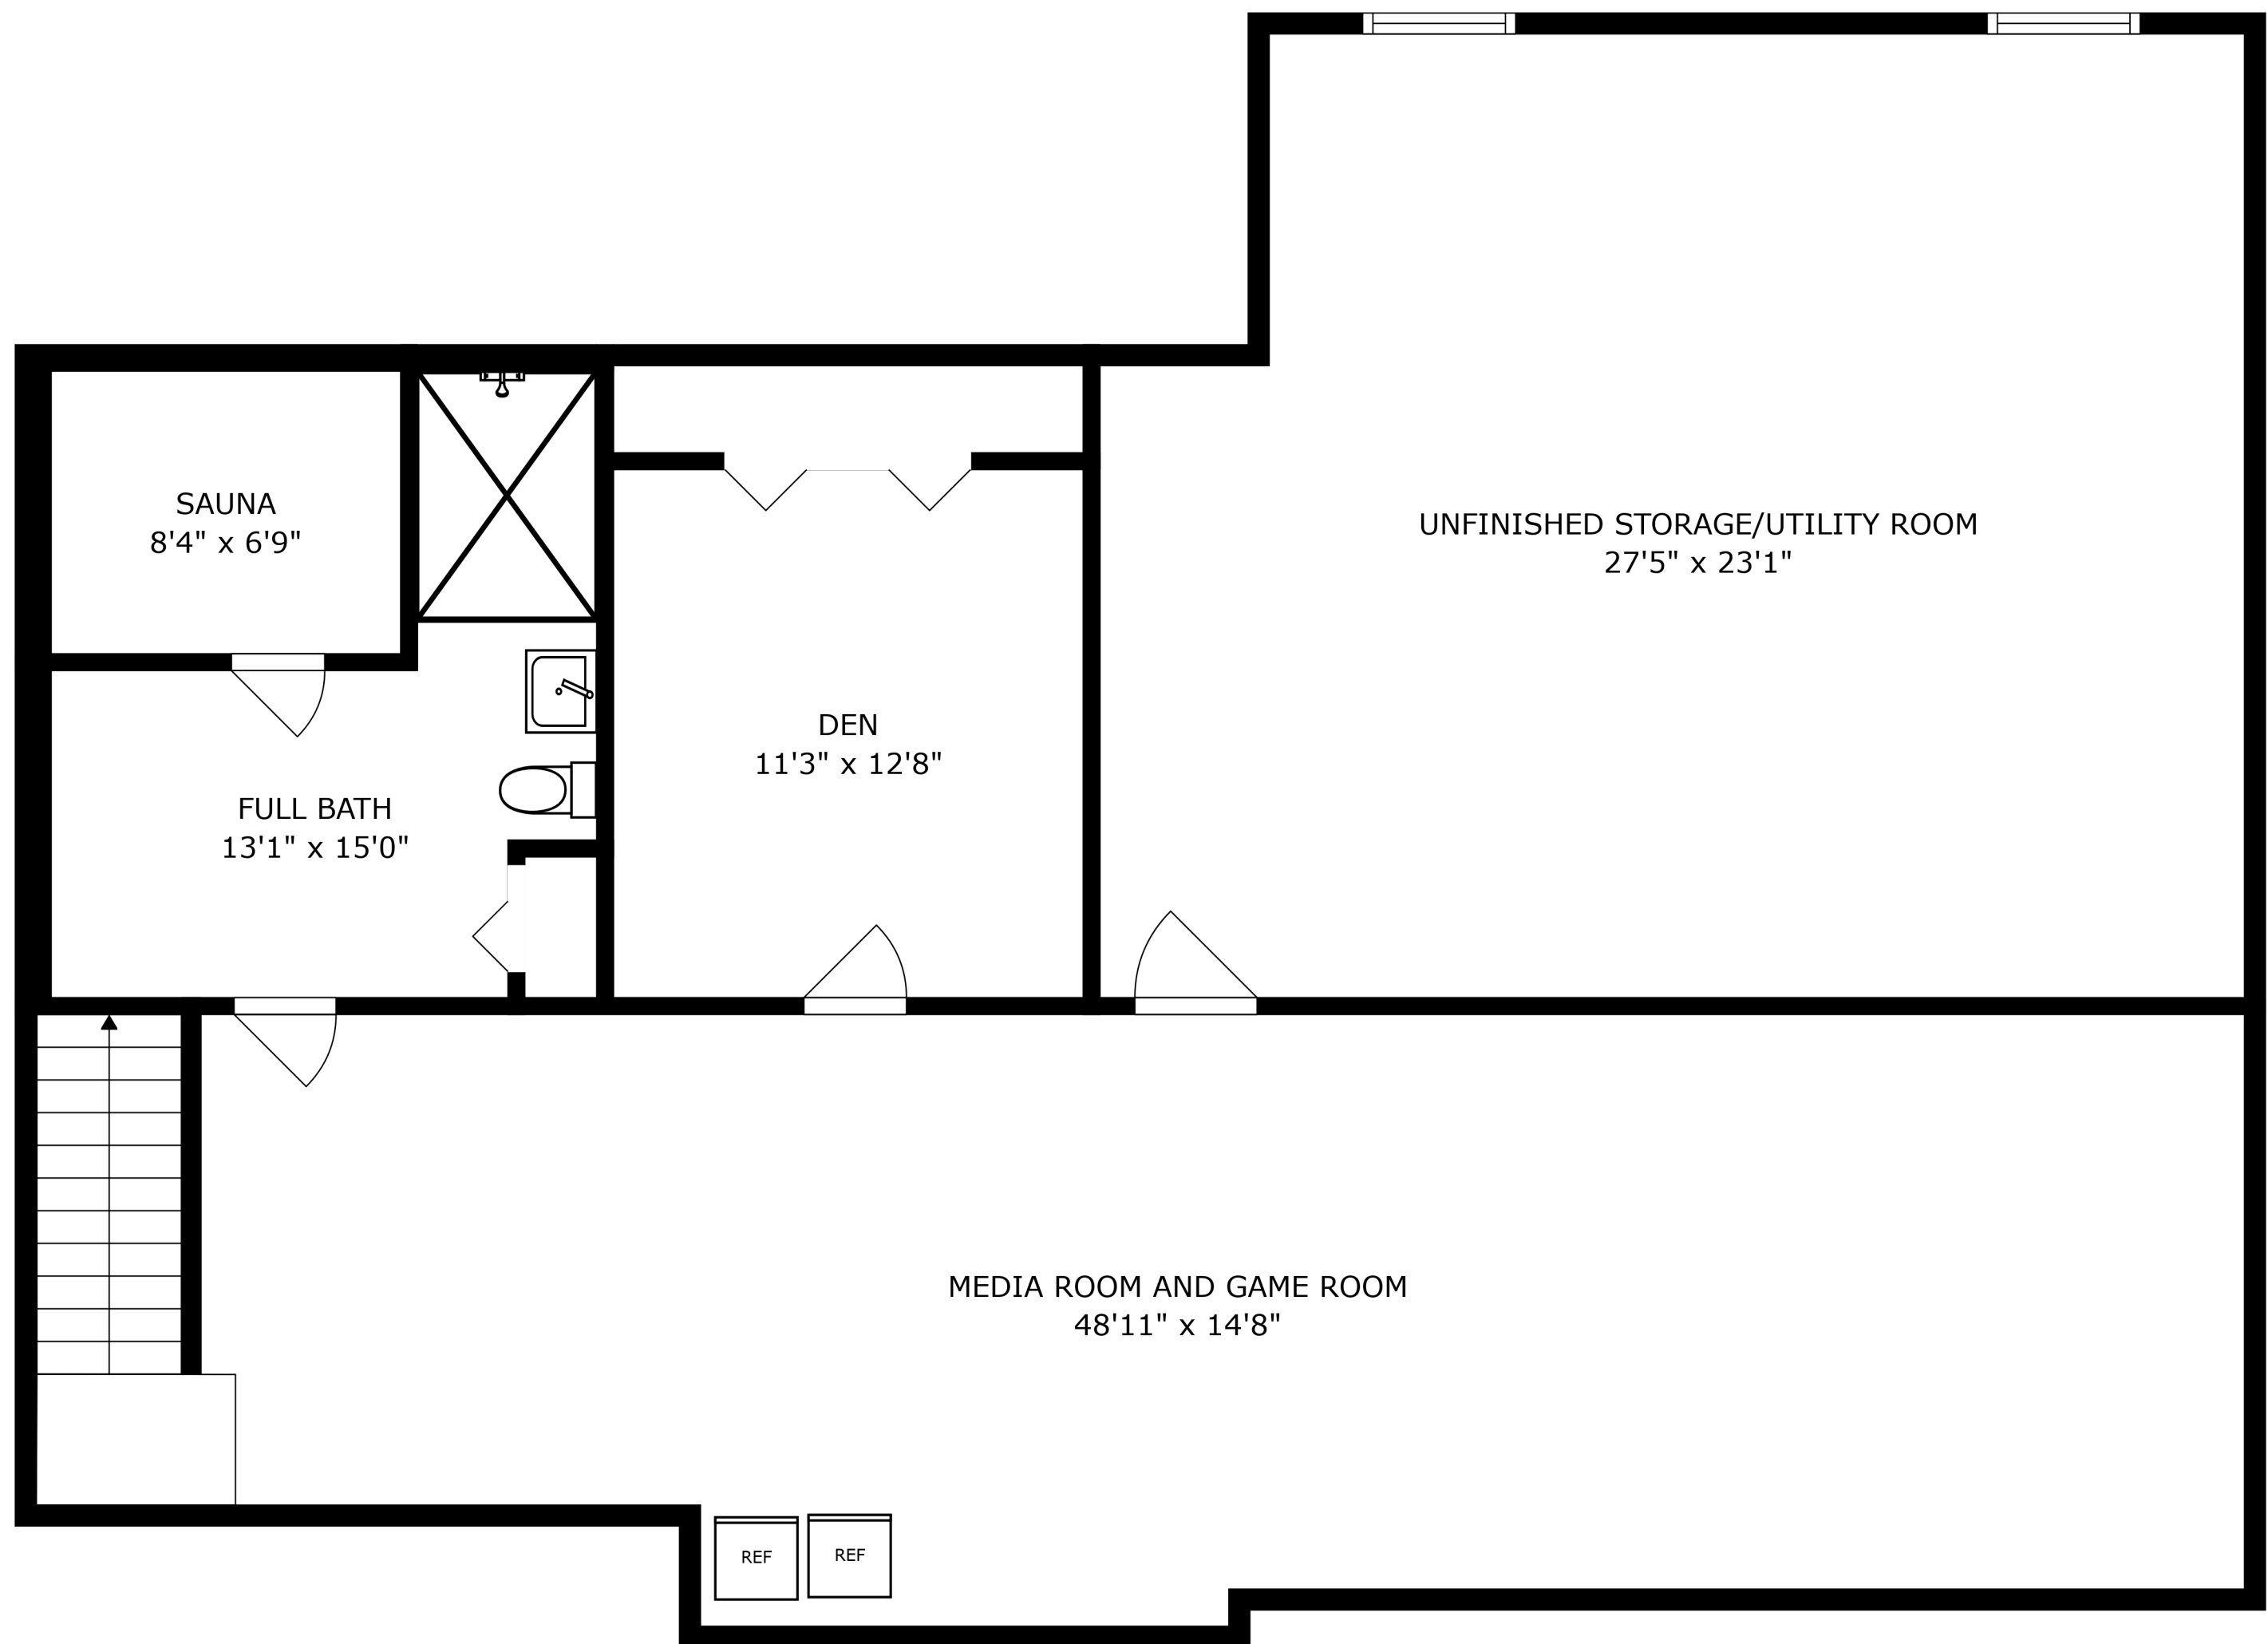 SAUNA
8'4" x 6'9"
UNFINISHED STORAGE/UTILITY ROOM
27'5" x 23'1"
DEN
11'3" x 12'8"
FULL BATH
13'1" x 15'0"
MEDIA ROOM AND GAME ROOM
48'11" x 14'8"
REF
REF